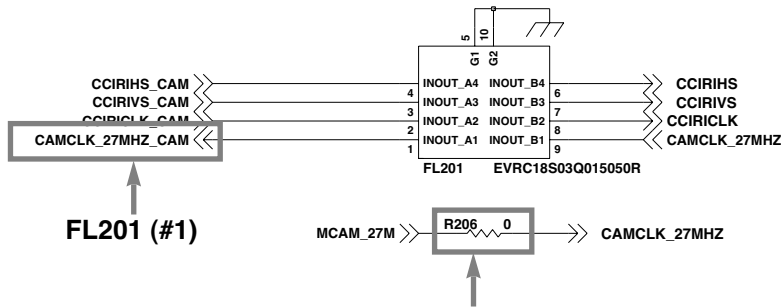 5
10
G1
G2
CCIRIHS_CAM INOUT_A4 INOUT_B4 CCIRIHS
4 6
CCIRIVS_CAM INOUT_A3 INOUT_B3 CCIRIVS
3 7
CCIRICLK_CAM INOUT_A2 INOUT_B2 CCIRICLK
2 8
CAMCLK_27MHZ_CAM INOUT_A1 INOUT_B1 CAMCLK_27MHZ
1 9
FL201 EVRC18S03Q015050R
FL201 (#1)
MCAM_27M R206 0 CAMCLK_27MHZ